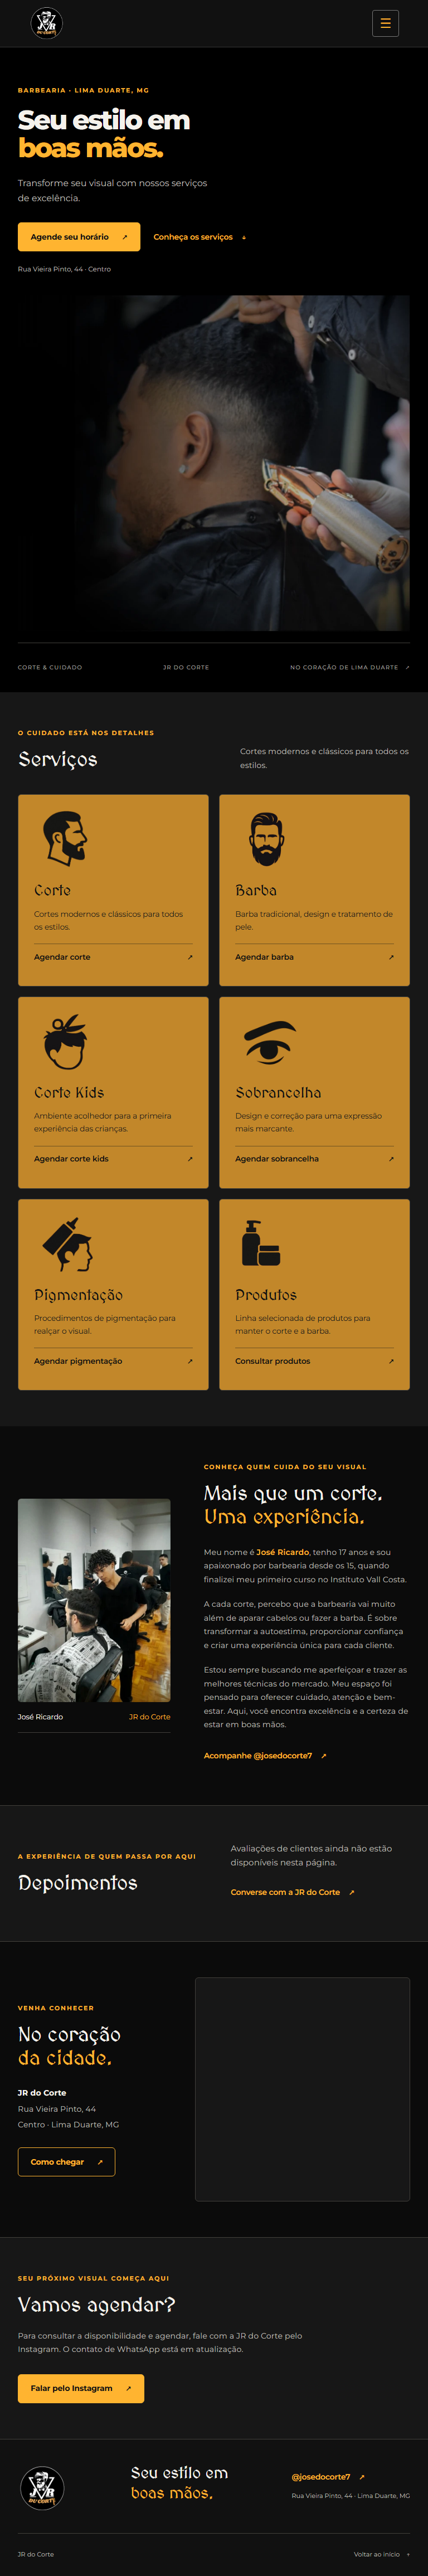 JR
DO CORTE
☰
BARBEARIA · LIMA DUARTE, MG
Seu estilo em
boas mãos.
Transforme seu visual com nossos serviços
de excelência.
Agende seu horário ↗
Conheça os serviços ↓
Rua Vieira Pinto, 44 · Centro
CORTE & CUIDADO
JR DO CORTE
NO CORAÇÃO DE LIMA DUARTE ↗
O CUIDADO ESTÁ NOS DETALHES
Serviços
Cortes modernos e clássicos para todos os
estilos.
Corte
Cortes modernos e clássicos para todos
os estilos.
Agendar corte ↗
Barba
Barba tradicional, design e tratamento de
pele.
Agendar barba ↗
Corte Kids
Ambiente acolhedor para a primeira
experiência das crianças.
Agendar corte kids ↗
Sobrancelha
Design e correção para uma expressão
mais marcante.
Agendar sobrancelha ↗
Pigmentação
Procedimentos de pigmentação para
realçar o visual.
Agendar pigmentação ↗
Produtos
Linha selecionada de produtos para
manter o corte e a barba.
Consultar produtos ↗
CONHEÇA QUEM CUIDA DO SEU VISUAL
Mais que um corte.
Uma experiência.
Meu nome é José Ricardo, tenho 17 anos e sou
apaixonado por barbearia desde os 15, quando
finalizei meu primeiro curso no Instituto Vall Costa.
A cada corte, percebo que a barbearia vai muito
além de aparar cabelos ou fazer a barba. É sobre
transformar a autoestima, proporcionar confiança
e criar uma experiência única para cada cliente.
Estou sempre buscando me aperfeiçoar e trazer as
melhores técnicas do mercado. Meu espaço foi
pensado para oferecer cuidado, atenção e bem-
estar. Aqui, você encontra excelência e a certeza de
estar em boas mãos.
Acompanhe @josedocorte7 ↗
José Ricardo
JR do Corte
A EXPERIÊNCIA DE QUEM PASSA POR AQUI
Depoimentos
Avaliações de clientes ainda não estão
disponíveis nesta página.
Converse com a JR do Corte ↗
VENHA CONHECER
No coração
da cidade.
JR do Corte
Rua Vieira Pinto, 44
Centro · Lima Duarte, MG
Como chegar ↗
SEU PRÓXIMO VISUAL COMEÇA AQUI
Vamos agendar?
Para consultar a disponibilidade e agendar, fale com a JR do Corte pelo
Instagram. O contato de WhatsApp está em atualização.
Falar pelo Instagram ↗
JR
DO CORTE
Seu estilo em
boas mãos.
@josedocorte7 ↗
Rua Vieira Pinto, 44 · Lima Duarte, MG
JR do Corte
Voltar ao início ↑